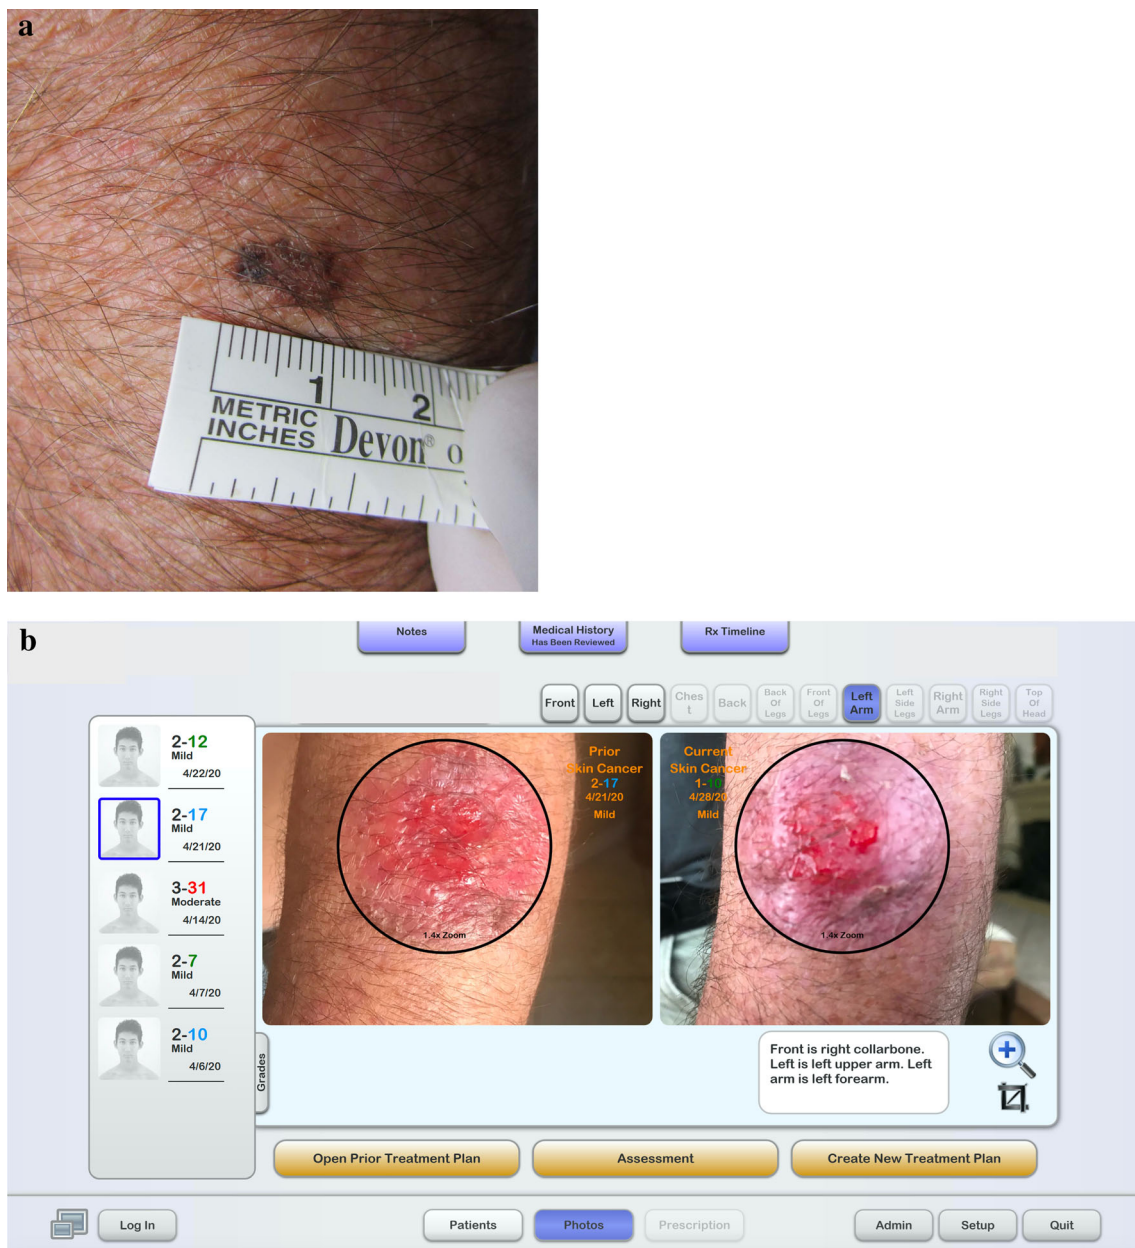 a
1 2
METRIC
INCHES Devon® o
b
Notes
Medical History
Has Been Reviewed
Rx Timeline
Front
Left
Right
Ches
t
Back
Back
Of
Legs
Front
Of
Legs
Left
Arm
Left
Side
Legs
Right
Arm
Right
Side
Legs
Top
Of
Head
2-12
Mild
4/22/20
2-17
Mild
4/21/20
3-31
Moderate
4/14/20
2-7
Mild
4/7/20
2-10
Mild
4/6/20
Grades
Prior
Skin Cancer
2-17
4/21/20
Mild
1.4x Zoom
Current
Skin Cancer
1-10
4/28/20
Mild
1.4x Zoom
Front is right collarbone.
Left is left upper arm. Left
arm is left forearm.
Open Prior Treatment Plan
Assessment
Create New Treatment Plan
Log In
Patients
Photos
Prescription
Admin
Setup
Quit